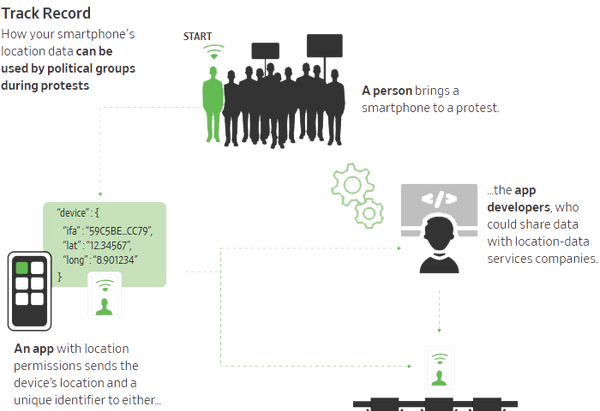 Track Record
How your smartphone's
location data can be
used by political groups
during protests
START
A person brings a
smartphone to a protest.
"device" : {
"ifa" : "59C5BE...CC79",
"lat" : "12.34567",
"long" : "8.901234"
}
An app with location
permissions sends the
device's location and a
unique identifier to either...
</>
...the app
developers, who
could share data
with location-data
services companies.